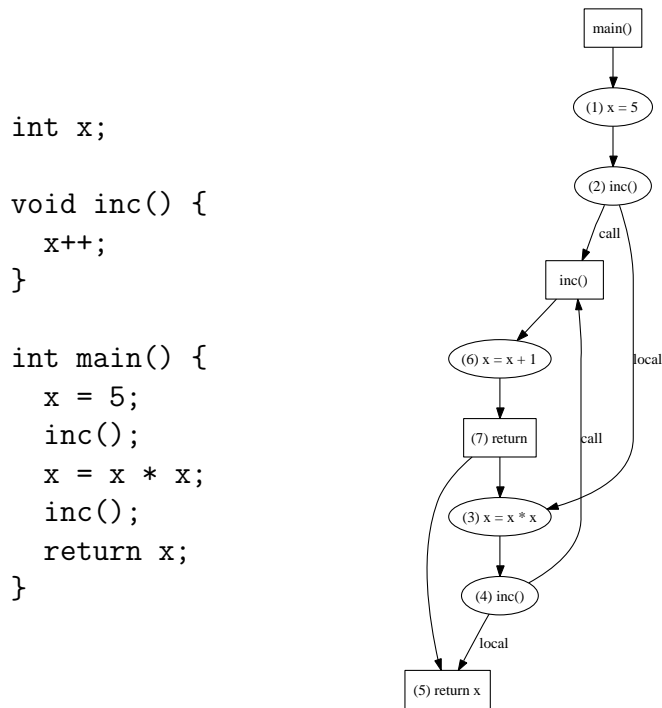 int x;
void inc() {
x++;
}
int main() {
x = 5;
inc();
x = x * x;
inc();
return x;
}
main()
(1) x = 5
(2) inc()
call
inc()
(6) x = x + 1
local
(7) return
call
(3) x = x * x
(4) inc()
local
(5) return x